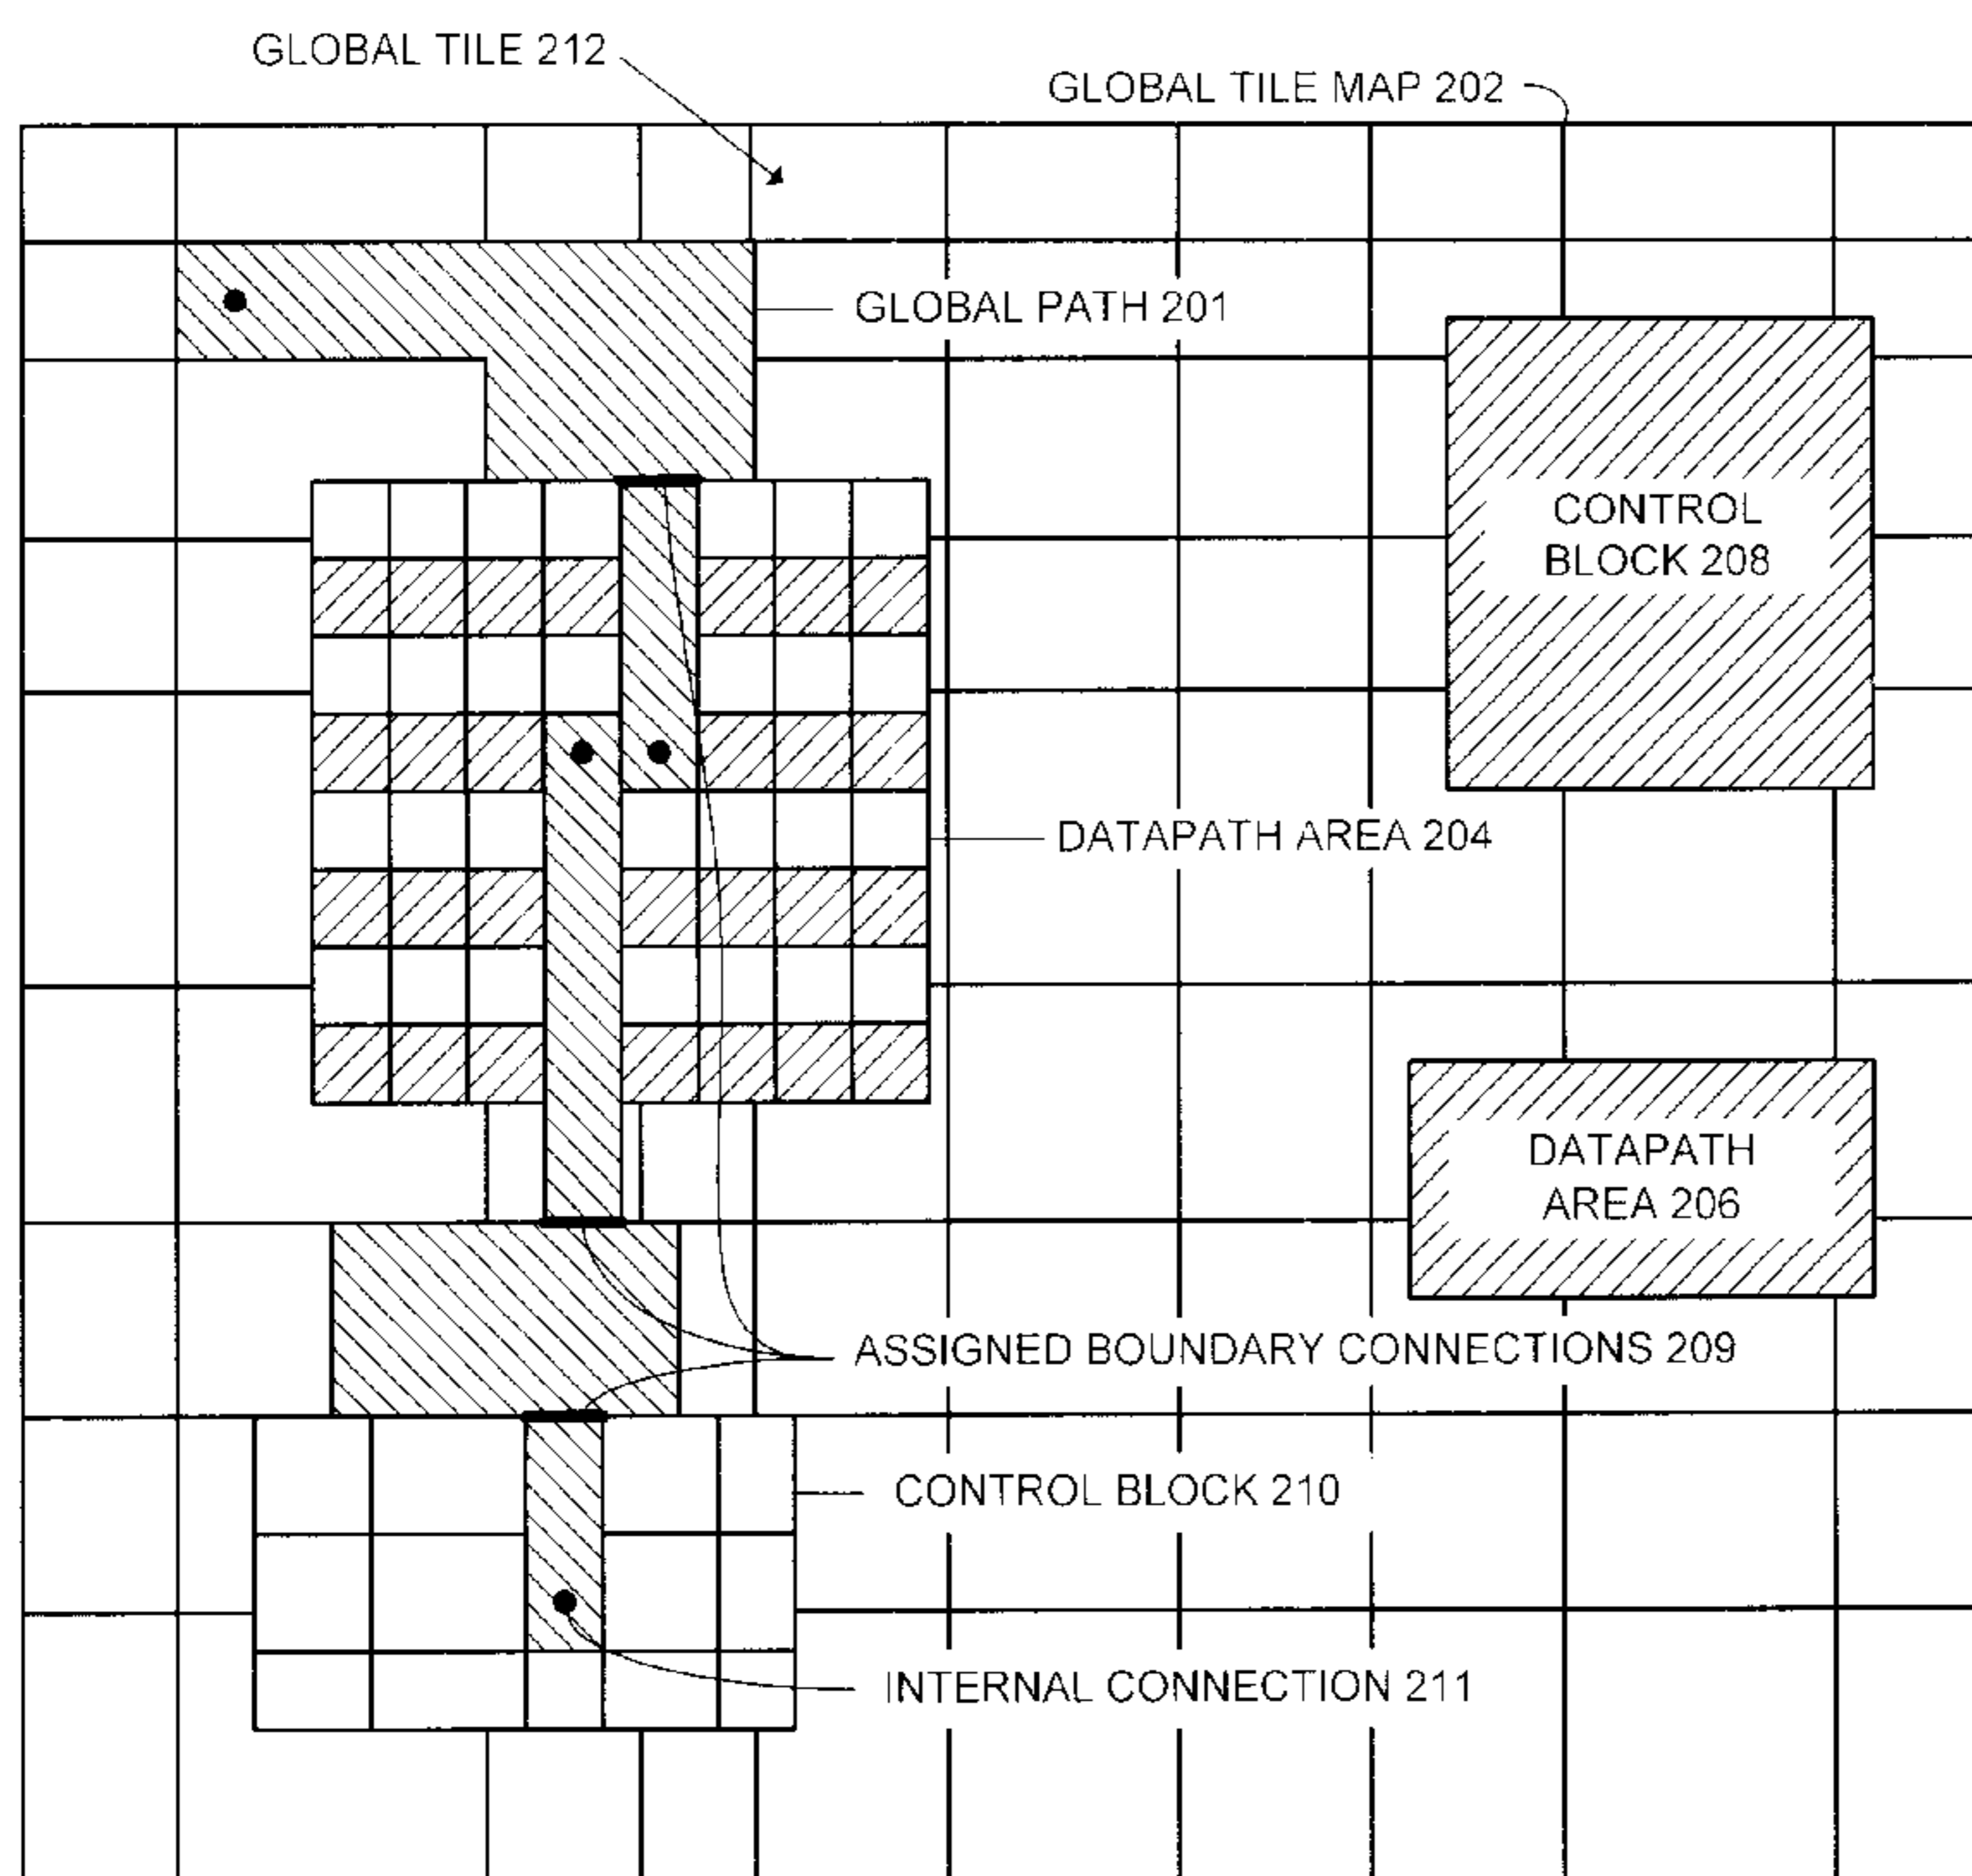 GLOBAL TILE 212
GLOBAL TILE MAP 202
GLOBAL PATH 201
CONTROL
BLOCK 208
DATAPATH AREA 204
DATAPATH
AREA 206
ASSIGNED BOUNDARY CONNECTIONS 209
CONTROL BLOCK 210
INTERNAL CONNECTION 211